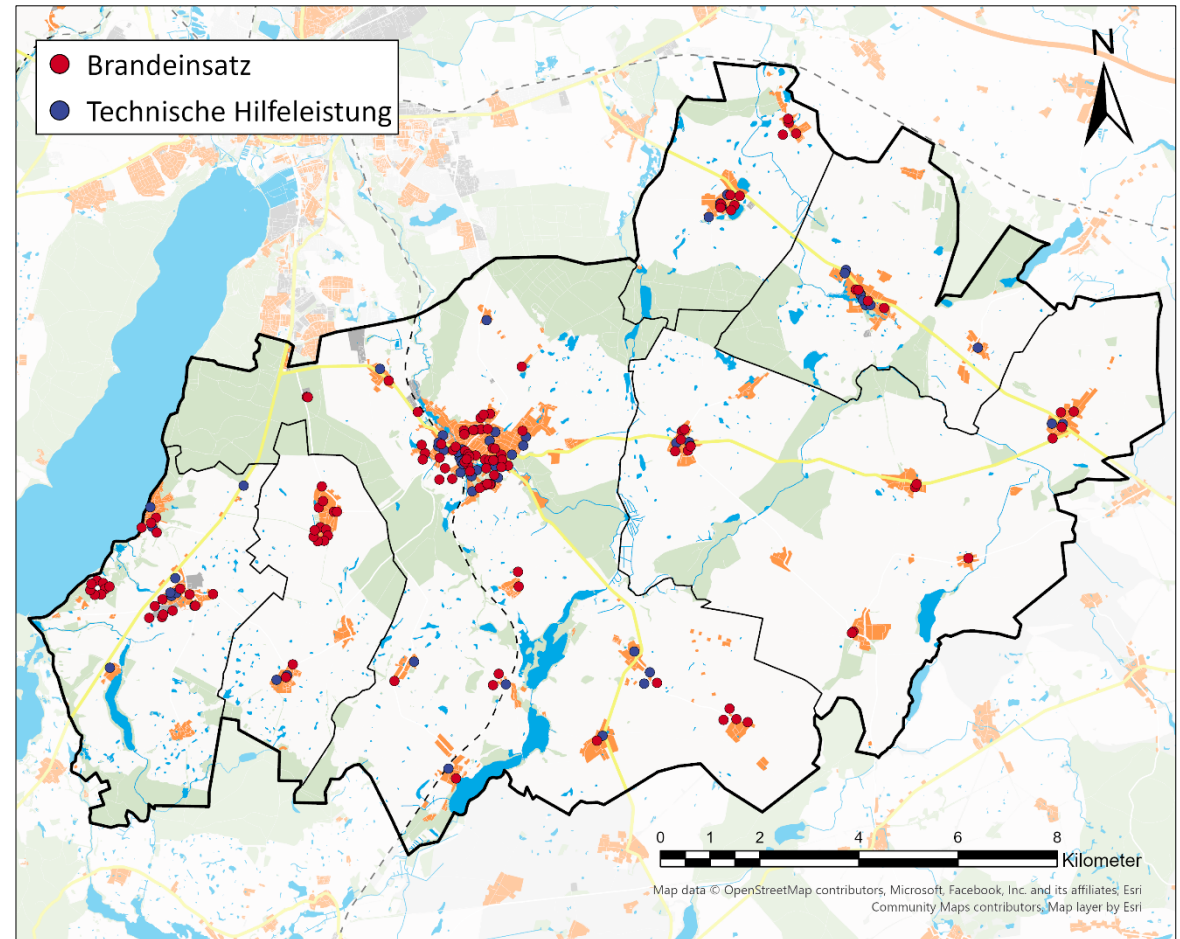 Brandeinsatz
Technische Hilfeleistung
N
0 1 2 4 6 8
Kilometer
Map data © OpenStreetMap contributors, Microsoft, Facebook, Inc. and its affiliates, Esri
Community Maps contributors, Map layer by Esri